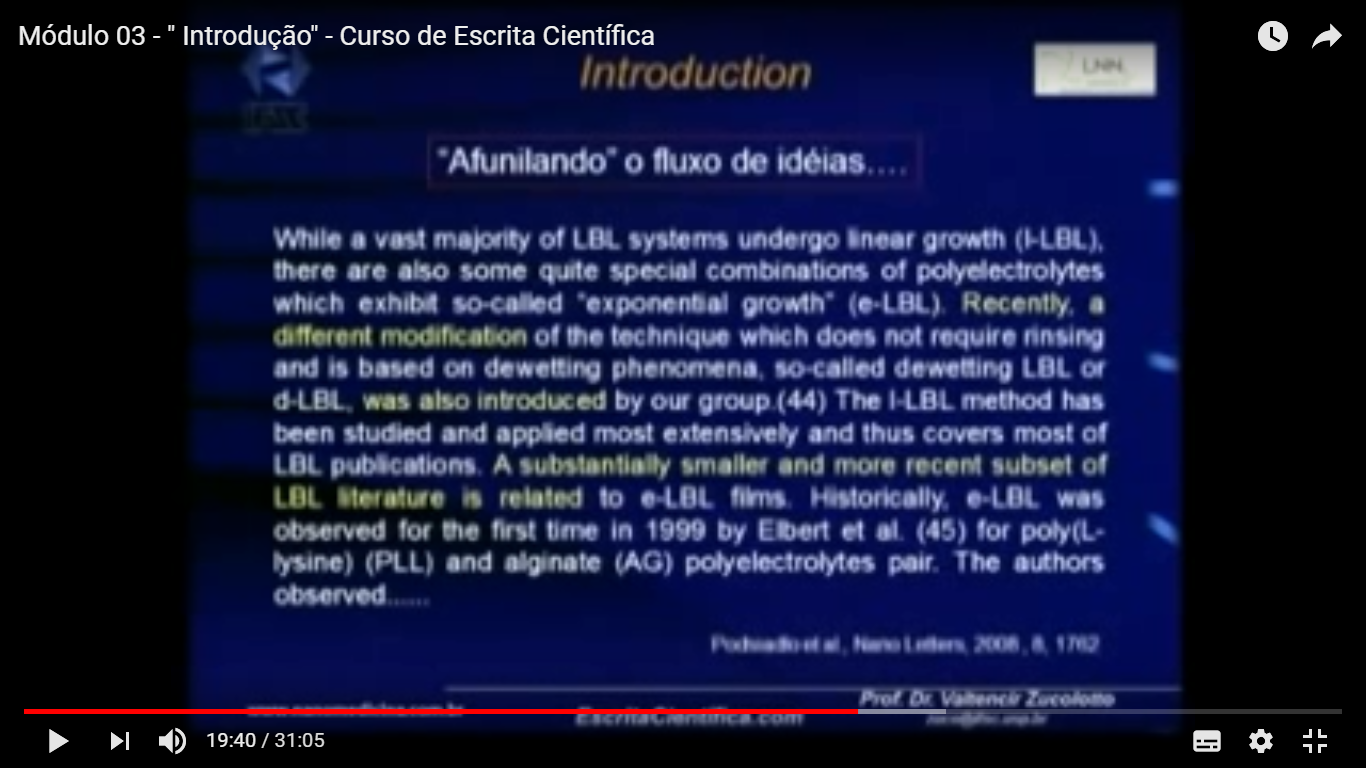 Módulo 03 - " Introdução" - Curso de Escrita Científica
Introduction
LNN
"Afunilando" o fluxo de idéias....
While a vast majority of LBL systems undergo linear growth (l-LBL),
there are also some quite special combinations of polyelectrolytes
which exhibit so-called "exponential growth" (e-LBL). Recently, a
different modification of the technique which does not require rinsing
and is based on dewetting phenomena, so-called dewetting LBL or
d-LBL, was also introduced by our group.(44) The l-LBL method has
been studied and applied most extensively and thus covers most of
LBL publications. A substantially smaller and more recent subset of
LBL literature is related to e-LBL films. Historically, e-LBL was
observed for the first time in 1999 by Elbert et al. (45) for poly(L-
lysine) (PLL) and alginate (AG) polyelectrolytes pair. The authors
observed......
et al., Nano Letters, 2008, 8, 1762
Prof. Dr. Valtencir Zucolotto
EscritaCientifica.com
19:40 / 31:05